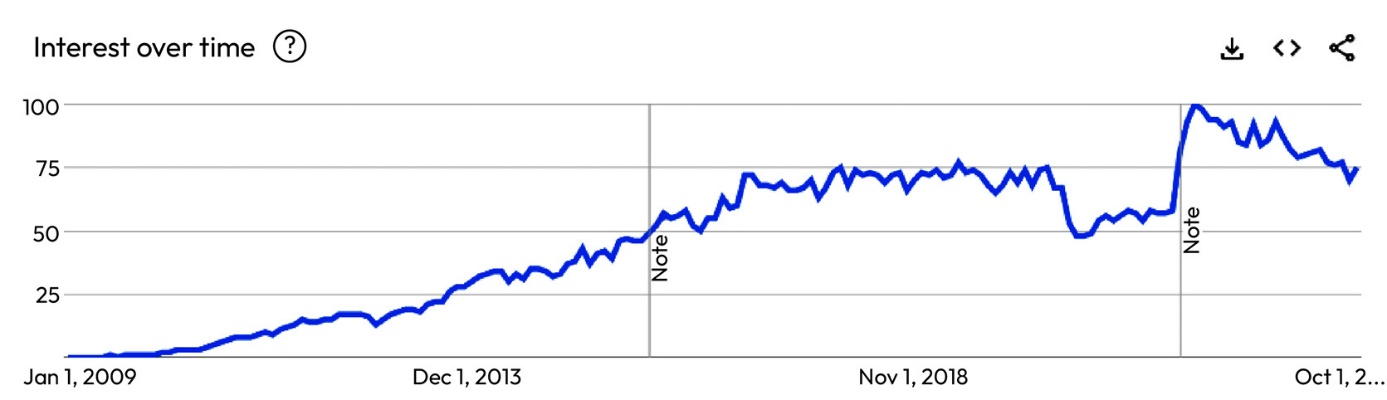 Interest over time ?
100
75
50
25
Note
Note
Jan 1, 2009 Dec 1, 2013 Nov 1, 2018 Oct 1, 2...